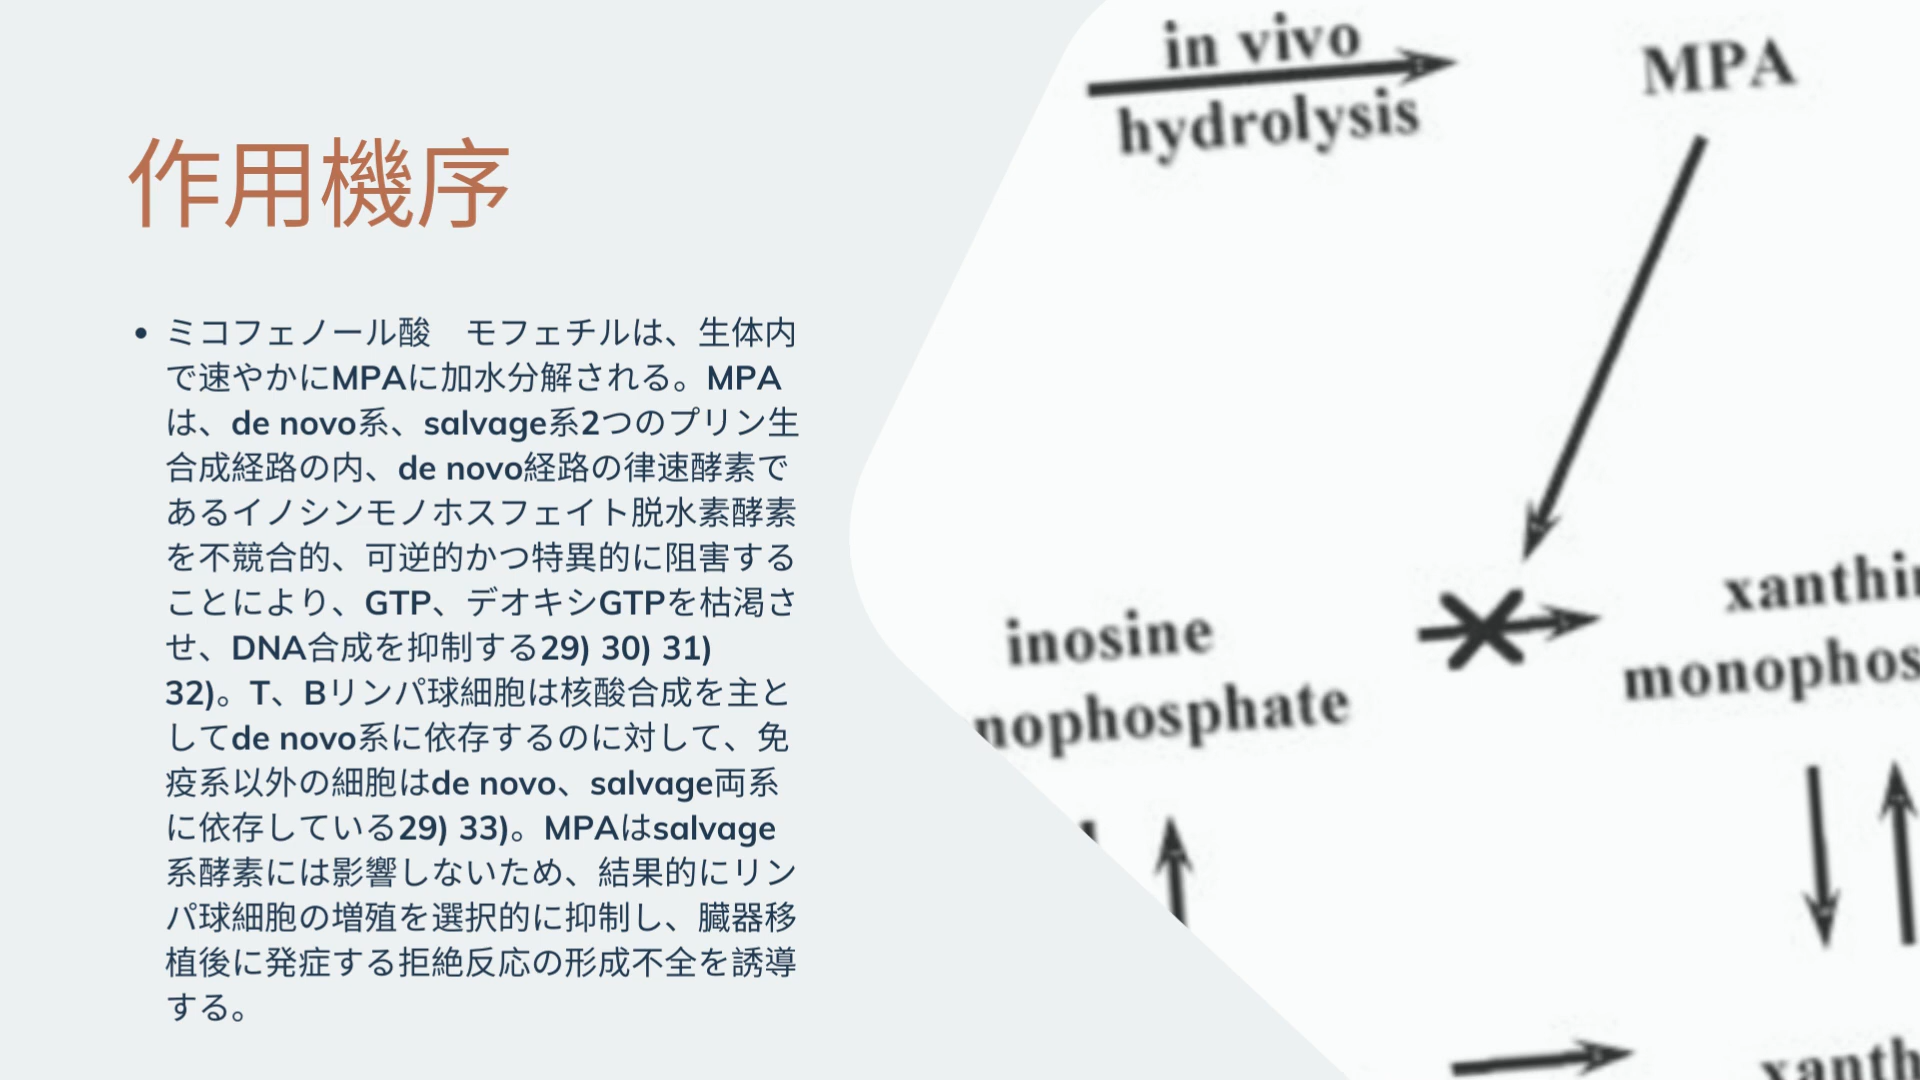 作用機序
• ミコフェノール酸　モフェチルは、生体内
で速やかにMPAに加水分解される。MPA
は、de novo系、salvage系2つのプリン生
合成経路の内、de novo経路の律速酵素で
あるイノシンモノホスフェイト脱水素酵素
を不競合的、可逆的かつ特異的に阻害する
ことにより、GTP、デオキシGTPを枯渇さ
せ、DNA合成を抑制する29) 30) 31)
32)。T、Bリンパ球細胞は核酸合成を主と
してde novo系に依存するのに対して、免
疫系以外の細胞はde novo、salvage両系
に依存している29) 33)。MPAはsalvage
系酵素には影響しないため、結果的にリン
パ球細胞の増殖を選択的に抑制し、臓器移
植後に発症する拒絶反応の形成不全を誘導
する。
in vivo
hydrolysis
MPA
inosine
nophosphate
xanthi
monophos
xanth